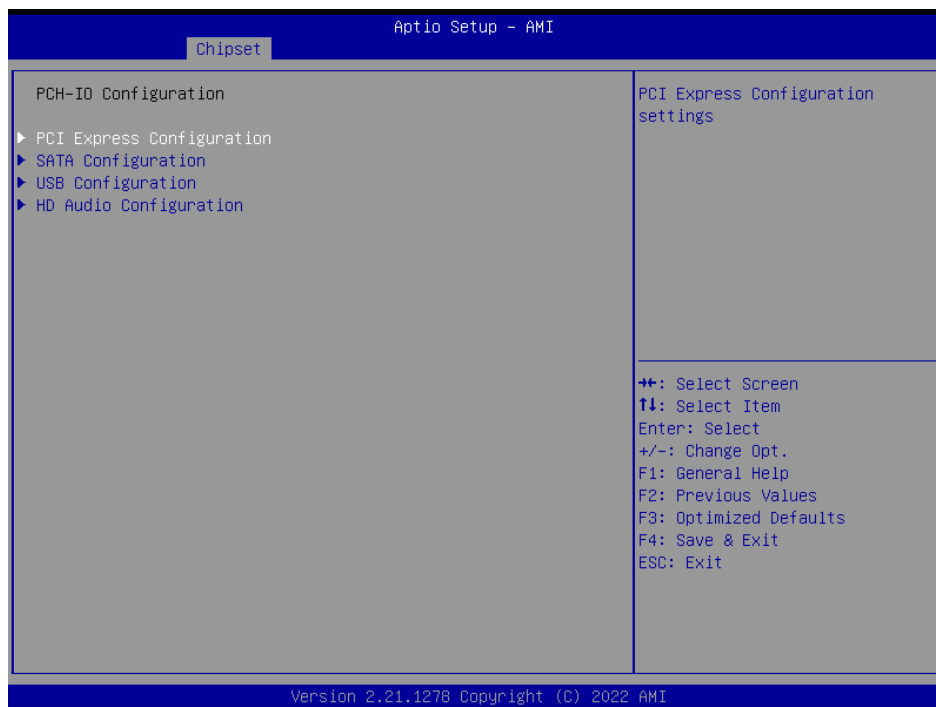 Aptio Setup – AMI
Chipset
PCH-IO Configuration
PCI Express Configuration
SATA Configuration
USB Configuration
HD Audio Configuration
PCI Express Configuration
settings
→←: Select Screen
↑↓: Select Item
Enter: Select
+/-: Change Opt.
F1: General Help
F2: Previous Values
F3: Optimized Defaults
F4: Save & Exit
ESC: Exit
Version 2.21.1278 Copyright (C) 2022 AMI